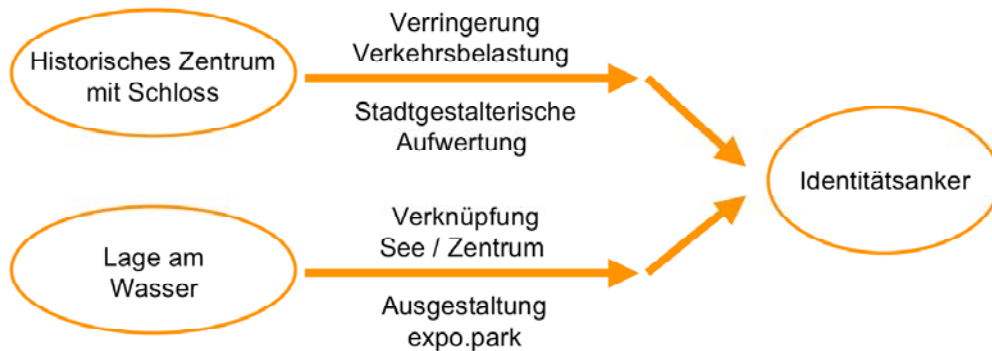 Historisches Zentrum
mit Schloss
Verringerung
Verkehrsbelastung
Stadtgestalterische
Aufwertung
Lage am
Wasser
Verknüpfung
See / Zentrum
Ausgestaltung
expo.park
Identitätsanker